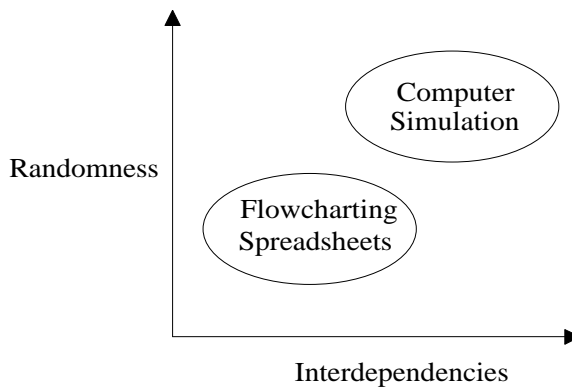 Computer
Simulation
Randomness
Flowcharting
Spreadsheets
Interdependencies